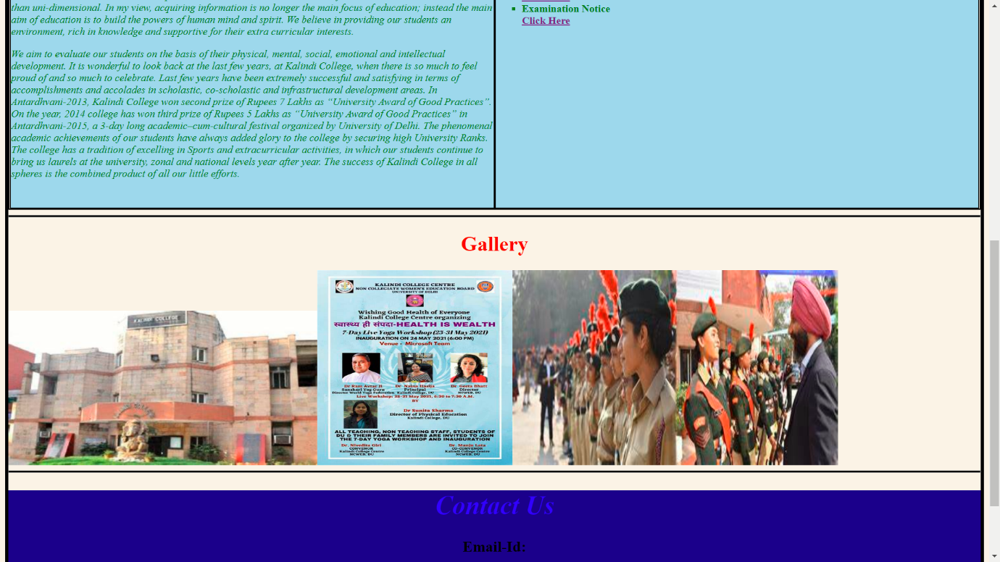 than uni-dimensional. In my view, acquiring information is no longer the main focus of education; instead the main
aim of education is to build the powers of human mind and spirit. We believe in providing our students an
environment, rich in knowledge and supportive for their extra curricular interests.
We aim to evaluate our students on the basis of their physical, mental, social, emotional and intellectual
development. It is wonderful to look back at the last few years, at Kalindi College, when there is so much to feel
proud of and so much to celebrate. Last few years have been extremely successful and satisfying in terms of
accomplishments and accolades in scholastic, co-scholastic and infrastructural development areas. In
Antardhvani-2013, Kalindi College won second prize of Rupees 7 Lakhs as “University Award of Good Practices”.
On the year, 2014 college has won third prize of Rupees 5 Lakhs as “University Award of Good Practices” in
Antardhvani-2015, a 3-day long academic–cum-cultural festival organized by University of Delhi. The phenomenal
academic achievements of our students have always added glory to the college by securing high University Ranks.
The college has a tradition of excelling in Sports and extracurricular activities, in which our students continue to
bring us laurels at the university, zonal and national levels year after year. The success of Kalindi College in all
spheres is the combined product of all our little efforts.
Examination Notice
Click Here
Gallery
KALINDI COLLEGE
KALINDI COLLEGE CENTRE
NON COLLEGIATE WOMEN'S EDUCATION BOARD
UNIVERSITY OF DELHI
Wishing Good Health of Everyone
Kalindi College Centre organizing
स्वास्थ्य ही संपदा-HEALTH IS WEALTH
7-Day Live Yoga Workshop (25-31 May 2021)
INAUGURATION ON 24 MAY 2021 (6:00 PM)
Venue - Microsoft Team
Dr Ram Avtar Ji
Sanskari Yog Guru
Director World Yoga Federation
Dr. Naina Hasija
Principal
Kalindi College, DU
Dr. Geeta Bhatt
Director
NCWEB, DU
Live Workshop: 25-31 May 2021, 6:30 to 7:30 A.M.
BY
Dr Sunita Sharma
Director of Physical Education
Kalindi College, DU
ALL TEACHING, NON TEACHING STAFF, STUDENTS OF
DU & THEIR FAMILY MEMBERS ARE INVITED TO JOIN
THE 7-DAY YOGA WORKSHOP AND INAUGURATION
Dr. Nivedita Giri
CONVENOR
Kalindi College Centre
NCWEB, DU
Dr. Manju Lata
CO-CONVENOR
Kalindi College Centre
NCWEB, DU
Contact Us
Email-Id: